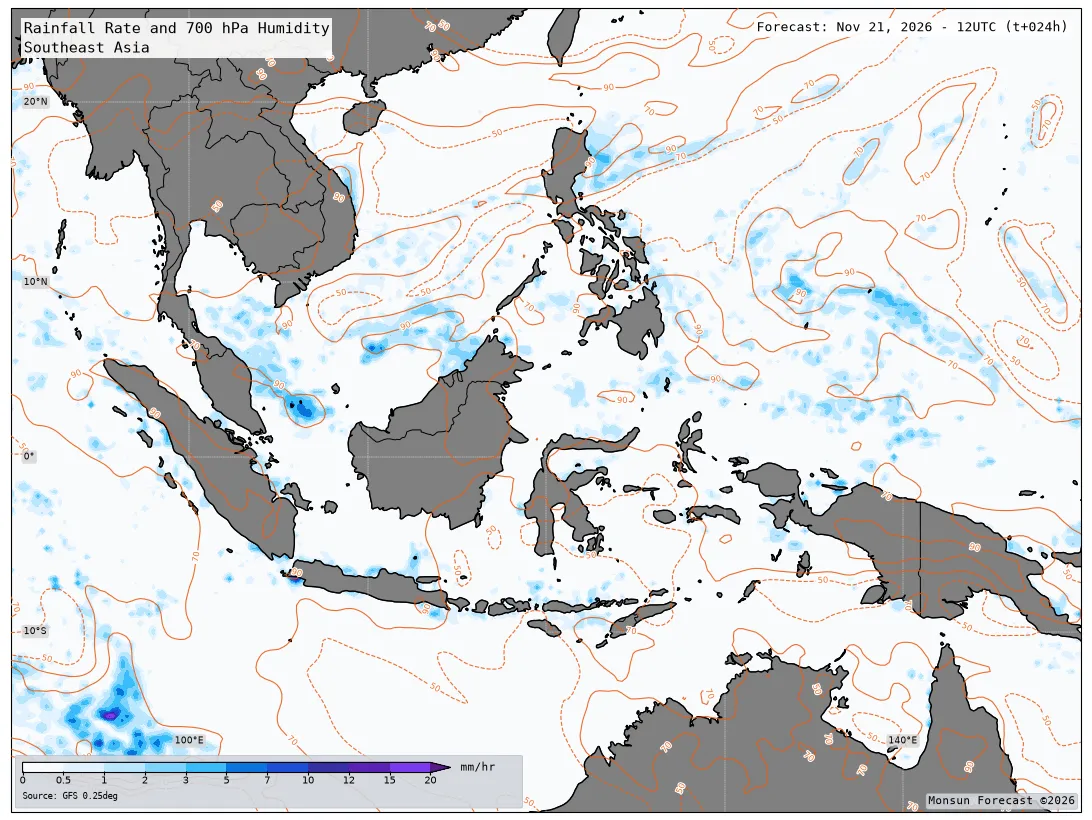 Rainfall Rate and 700 hPa Humidity
Southeast Asia
Forecast: Nov 21, 2026 - 12UTC (t+024h)
20°N
10°N
0°
10°S
100°E
140°E
0 0.5 1 2 3 5 7 10 12 15 20 mm/hr
Source: GFS 0.25deg
Monsun Forecast ©2026